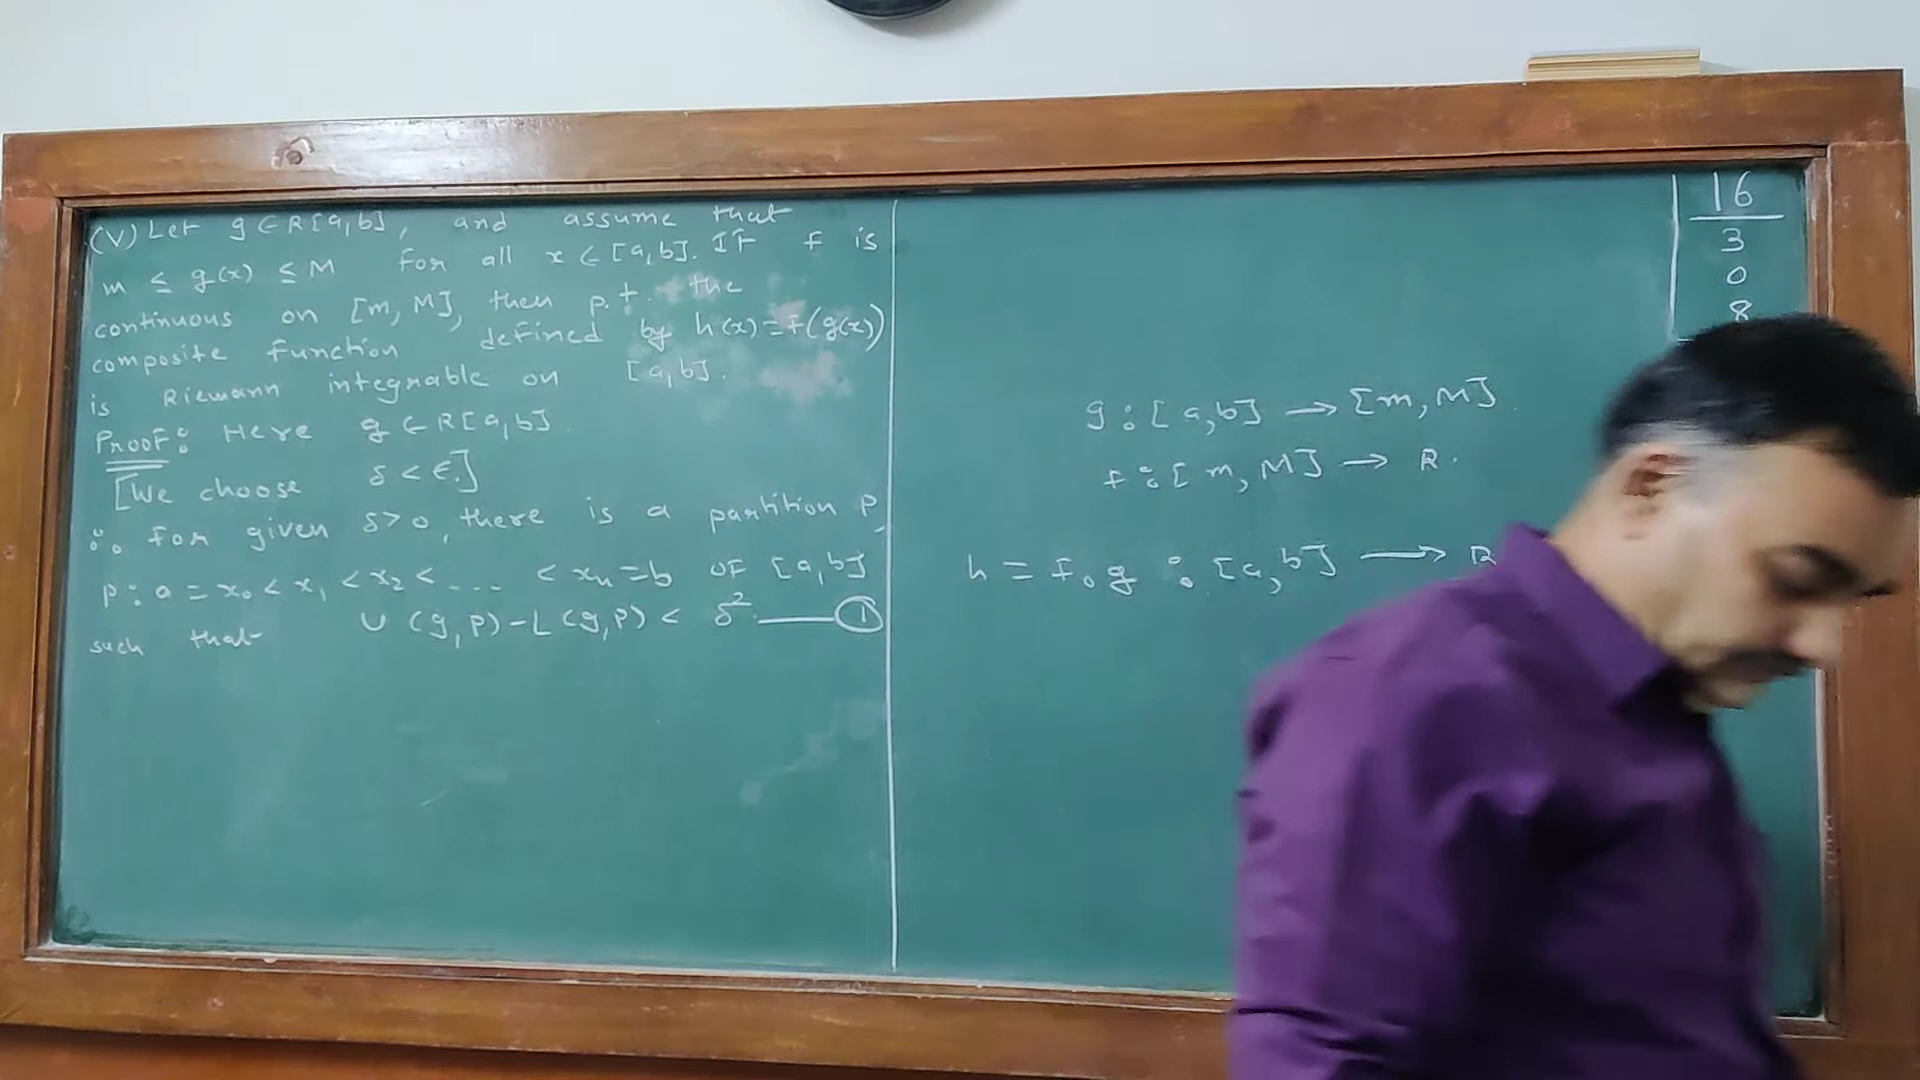 (V) Let g ∈ R[a,b], and assume that
m ≤ g(x) ≤ M for all x ∈ [a,b]. If f is
continuous on [m, M], then p.t. the
composite function defined by h(x) = f(g(x))
is Riemann integrable on [a,b].
Proof: Here g ∈ R[a,b].
[We choose δ < ε.]
∴ for given δ > 0, there is a partition P,
P : a = x₀ < x₁ < x₂ < ... < xₙ = b of [a,b]
such that U(g,P) - L(g,P) < δ² —— ①
g : [a,b] → [m, M].
f : [m, M] → R.
h = f∘g : [a,b] → R
16
3
0
8